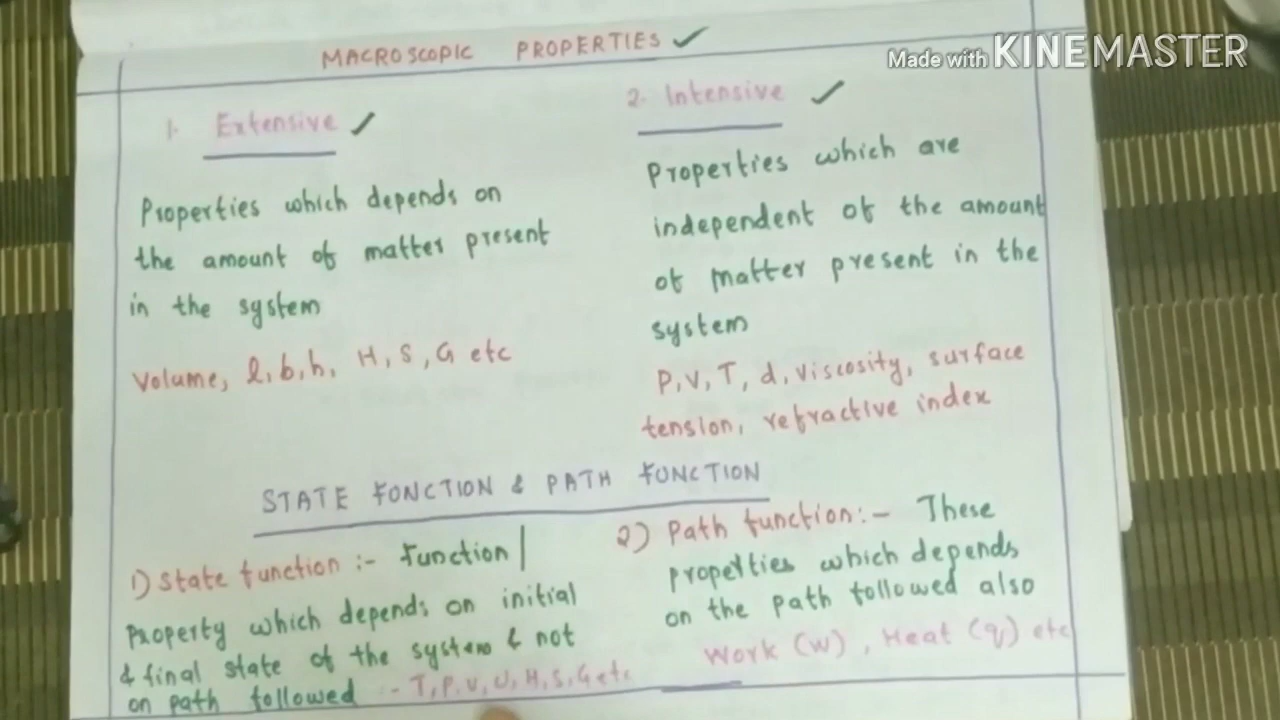 MACROSCOPIC PROPERTIES
Made with KINEMASTER
1. Extensive
Properties which depends on
the amount of matter present
in the system
Volume, l, b, h, H, S, G etc
2. Intensive
Properties which are
independent of the amount
of matter present in the
system
P, V, T, d, Viscosity, surface
tension, refractive index
STATE FUNCTION & PATH FUNCTION
1) State function :- Function |
Property which depends on initial
& final state of the system & not
on path followed :- T, P, V, U, H, S, G etc
2) Path function :- These
properties which depends
on the path followed also
Work (w), Heat (q) etc